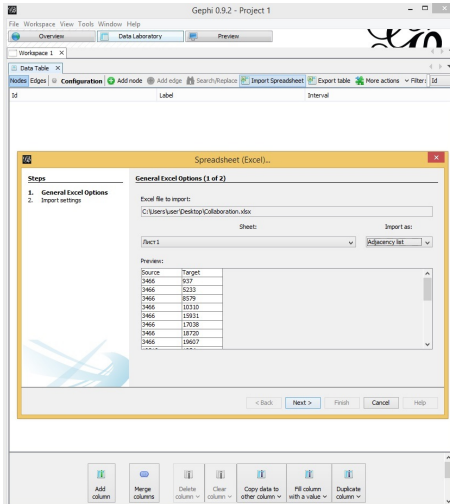 Gephi 0.9.2 - Project 1
File Workspace View Tools Window Help
Overview Data Laboratory Preview
Workspace 1 X
Data Table X
Nodes Edges Configuration Add node Add edge Search/Replace Import Spreadsheet Export table More actions Filter: Id
Id Label Interval
Spreadsheet (Excel)...
Steps General Excel Options (1 of 2)
1. General Excel Options
2. Import settings
Excel file to import:
C:\Users\user\Desktop\Collaboration.xlsx
Sheet: Import as:
Лист1 Adjacency list
Preview:
Source Target
3466 937
3466 5233
3466 8579
3466 10310
3466 15931
3466 17038
3466 18720
3466 19607
< Back Next > Finish Cancel Help
Add column Merge columns Delete column Clear column Copy data to other column Fill column with a value Duplicate column